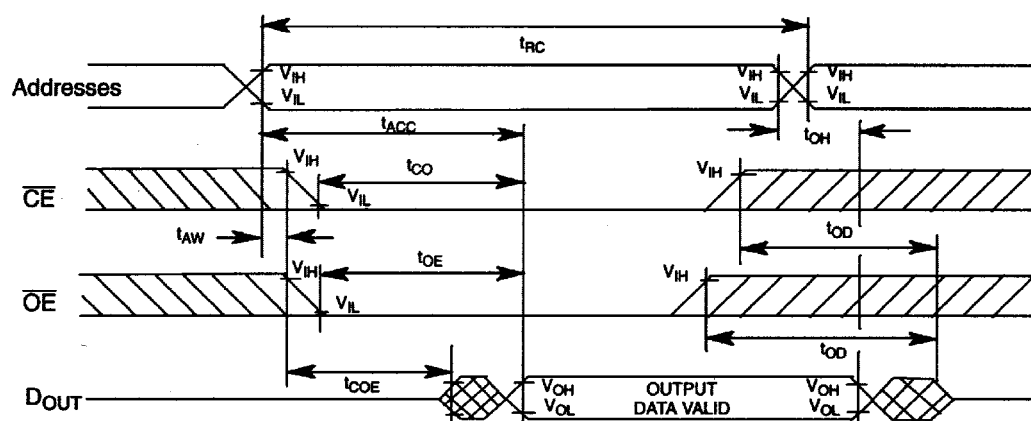 tRC
Addresses
VIH
VIL
VIH
VIL
VIH
VIL
tACC
tOH
CE
VIH
tCO
VIL
VIH
tAW
tOD
OE
VIH
tOE
VIL
VIH
tOD
tCOE
DOUT
VOH
VOL
OUTPUT
DATA VALID
VOH
VOL